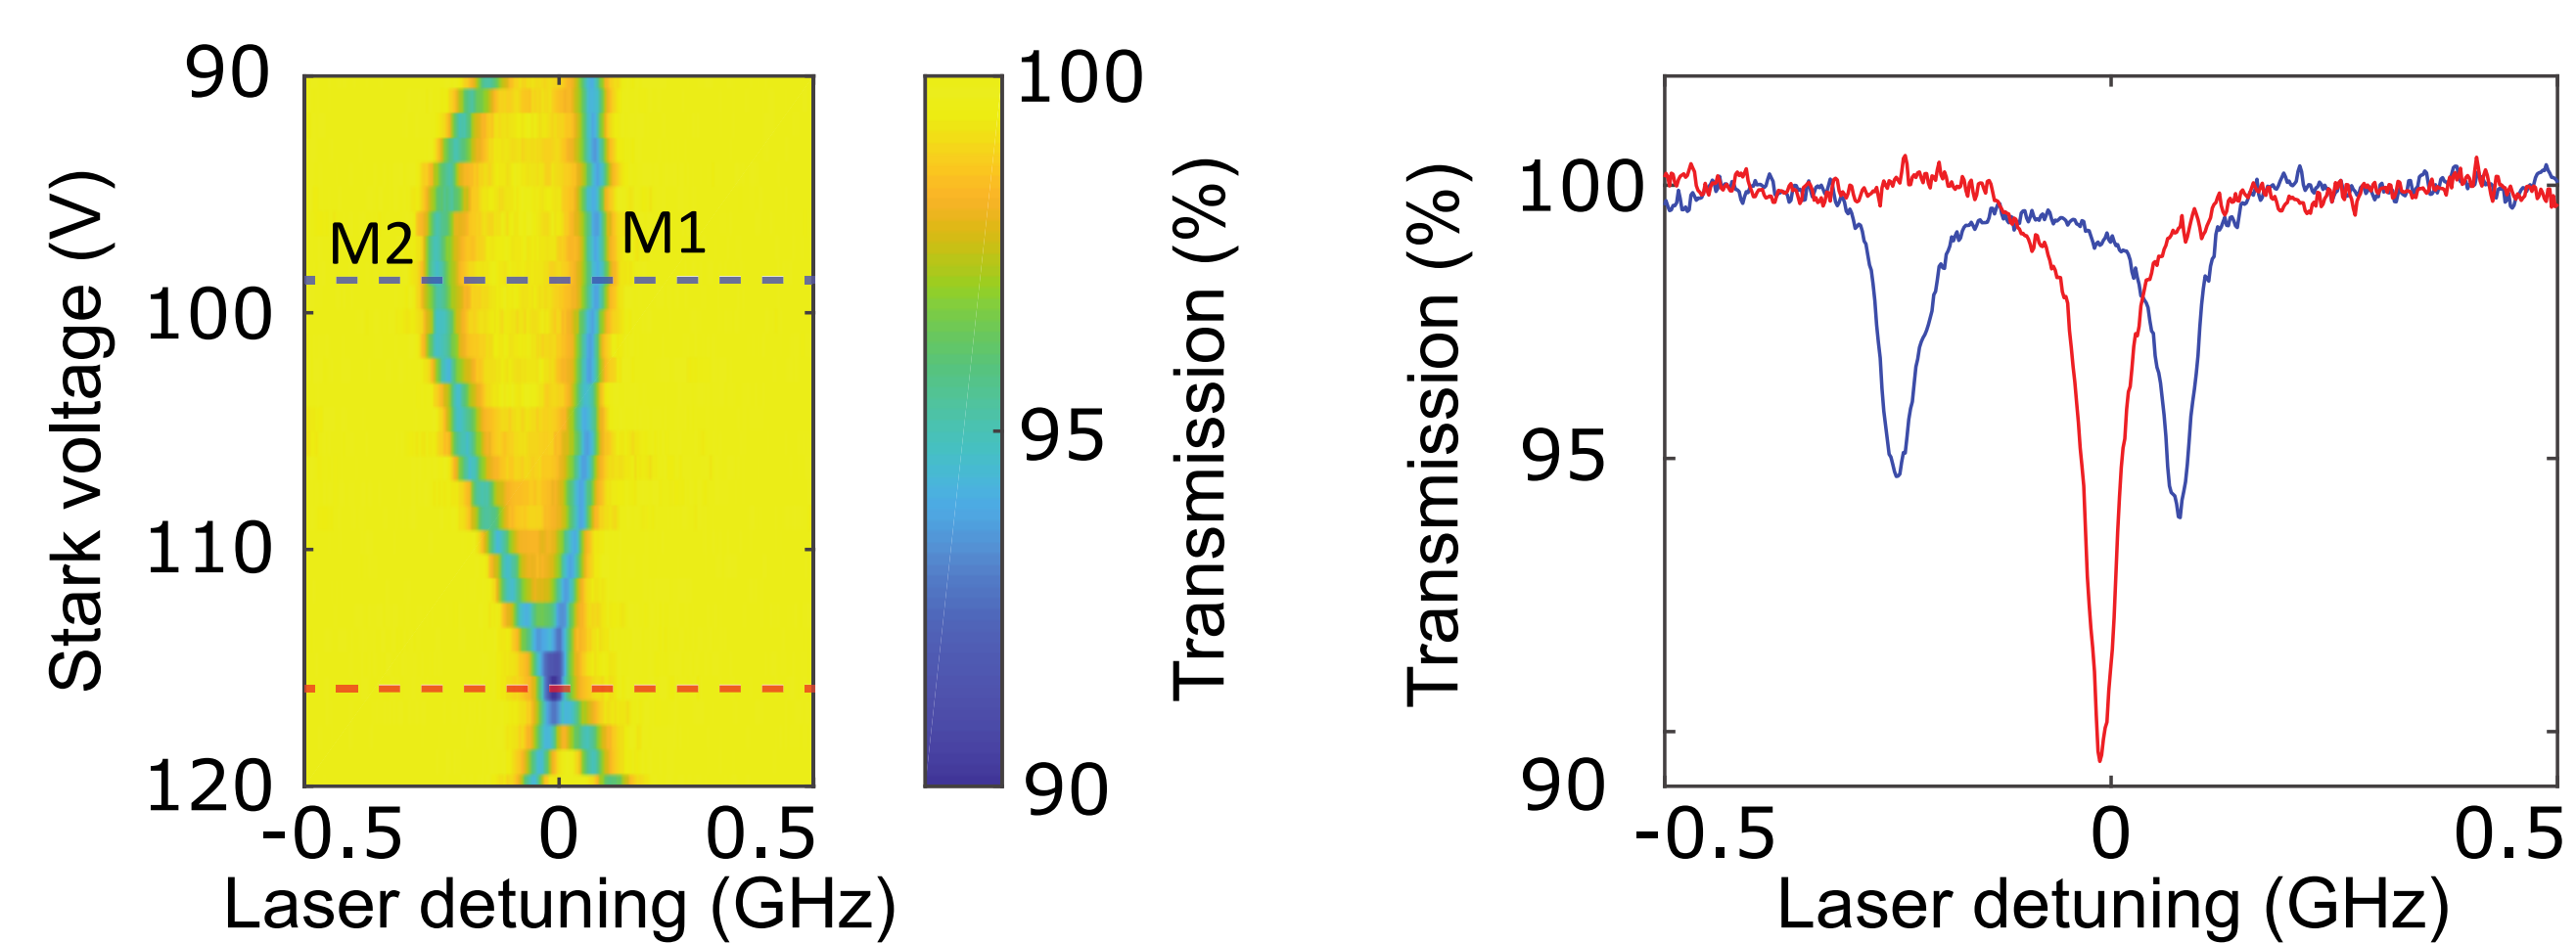 Stark voltage (V)
90
100
110
120
M2
M1
-0.5
0
0.5
Laser detuning (GHz)
100
95
90
Transmission (%)
Transmission (%)
100
95
90
-0.5
0
0.5
Laser detuning (GHz)